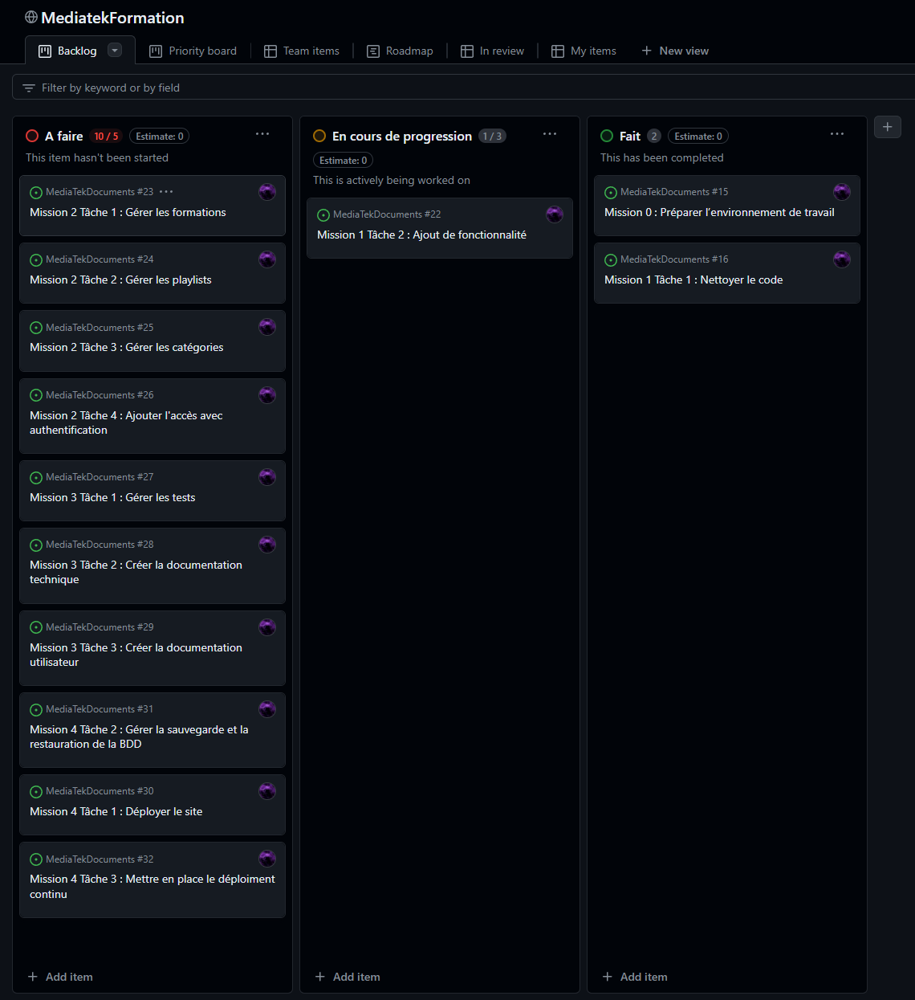 MediatekFormation
Backlog
Priority board
Team items
Roadmap
In review
My items
New view
Filter by keyword or by field
A faire 10 / 5 Estimate: 0
This item hasn't been started
MediaTekDocuments #23
Mission 2 Tâche 1 : Gérer les formations
MediaTekDocuments #24
Mission 2 Tâche 2 : Gérer les playlists
MediaTekDocuments #25
Mission 2 Tâche 3 : Gérer les catégories
MediaTekDocuments #26
Mission 2 Tâche 4 : Ajouter l'accès avec
authentification
MediaTekDocuments #27
Mission 3 Tâche 1 : Gérer les tests
MediaTekDocuments #28
Mission 3 Tâche 2 : Créer la documentation
technique
MediaTekDocuments #29
Mission 3 Tâche 3 : Créer la documentation
utilisateur
MediaTekDocuments #31
Mission 4 Tâche 2 : Gérer la sauvegarde et la
restauration de la BDD
MediaTekDocuments #30
Mission 4 Tâche 1 : Déployer le site
MediaTekDocuments #32
Mission 4 Tâche 3 : Mettre en place le déploiment
continu
Add item
En cours de progression 1 / 3
Estimate: 0
This is actively being worked on
MediaTekDocuments #22
Mission 1 Tâche 2 : Ajout de fonctionnalité
Add item
Fait 2 Estimate: 0
This has been completed
MediaTekDocuments #15
Mission 0 : Préparer l’environnement de travail
MediaTekDocuments #16
Mission 1 Tâche 1 : Nettoyer le code
Add item